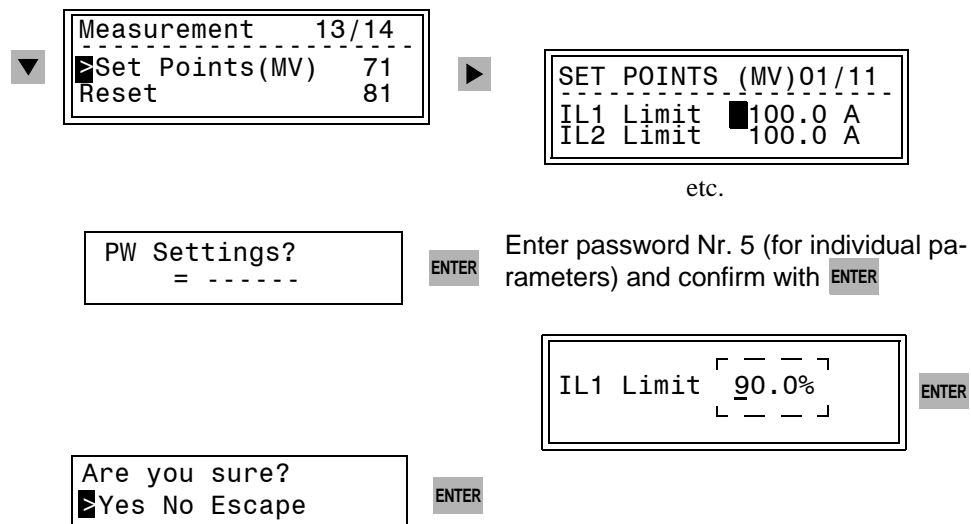 Measurement 13/14
▼
>Set Points(MV) 71
Reset 81
▶
SET POINTS (MV)01/11
IL1 Limit 100.0 A
IL2 Limit 100.0 A
etc.
PW Settings?
= ------
ENTER
Enter password Nr. 5 (for individual pa-
rameters) and confirm with ENTER
IL1 Limit 90.0%
ENTER
Are you sure?
>Yes No Escape
ENTER